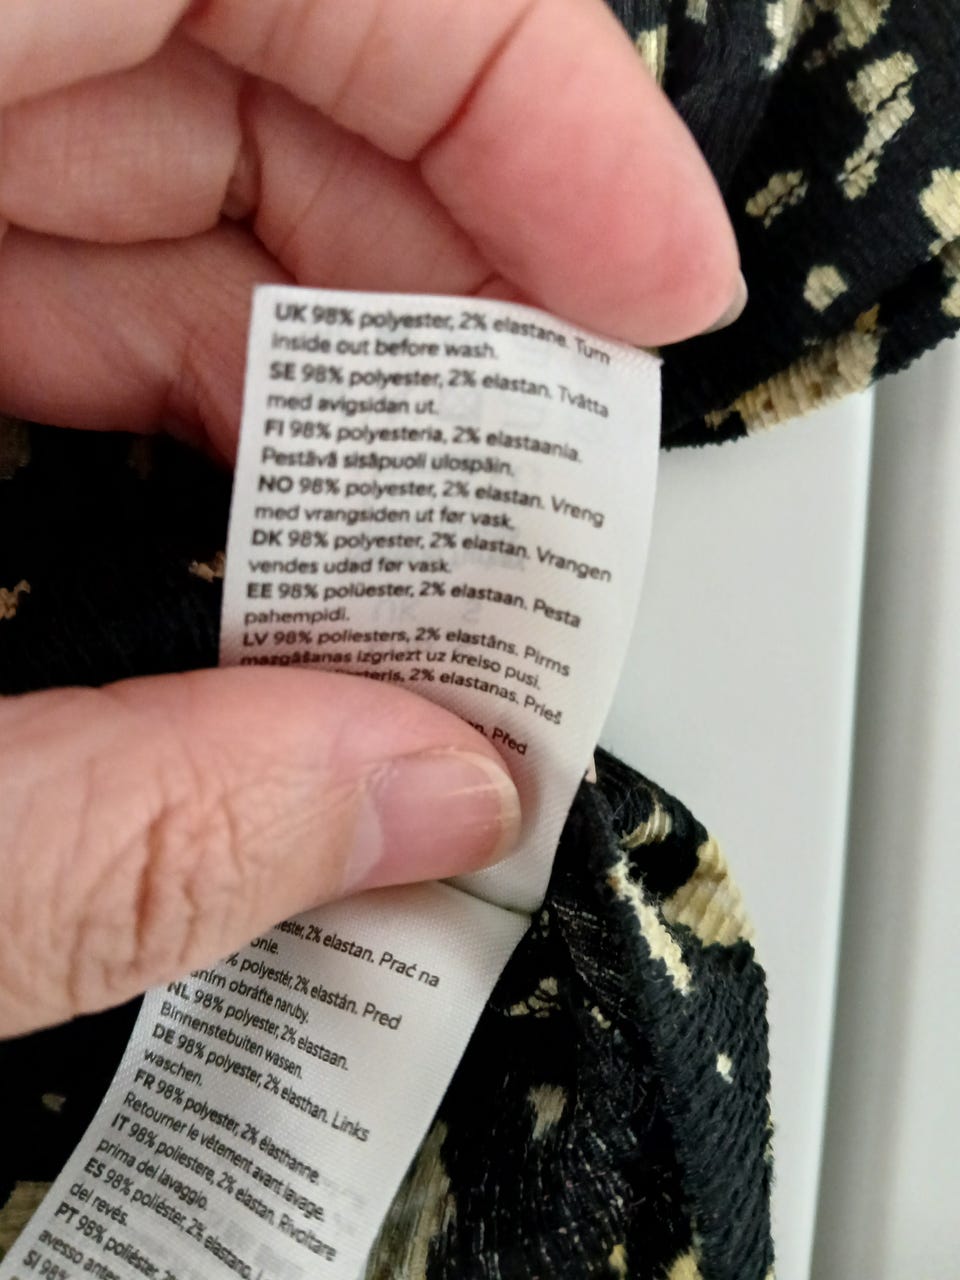 UK 98% polyester, 2% elastane. Turn
inside out before wash.
SE 98% polyester, 2% elastan. Tvätta
med avigsidan ut.
FI 98% polyesteria, 2% elastaania.
Pestävä sisäpuoli ulospäin.
NO 98% polyester, 2% elastan. Vreng
med vrangsiden ut før vask.
DK 98% polyester, 2% elastan. Vrangen
vendes udad før vask.
EE 98% polüester, 2% elastaan. Pesta
pahempidi.
LV 98% poliesters, 2% elastāns. Pirms
mazgāšanas izgriezt uz kreiso pusi.
2% elastanas. Prieš
Před
2% elastan. Prać na
% polyestér, 2% elastán. Pred
obráťte naruby.
NL 98% polyester, 2% elastaan.
Binnenstebuiten wassen.
DE 98% polyester, 2% elasthan. Links
waschen.
FR 98% polyester, 2% élasthanne.
Retourner le vêtement avant lavage.
IT 98% poliestere, 2% elastan. Rivoltare
prima del lavaggio.
ES 98% poliéster, 2% elastano.
del revés.
PT 98% poliéster,
avesso
SI 98%